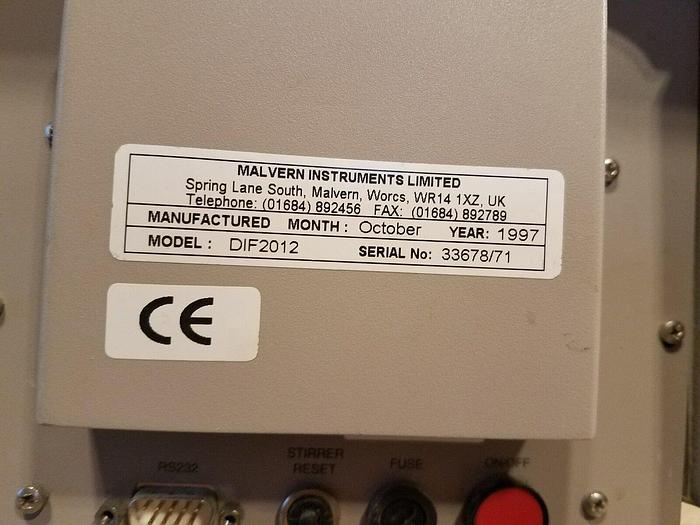 MALVERN INSTRUMENTS LIMITED
Spring Lane South, Malvern, Worcs, WR14 1XZ, UK
Telephone: (01684) 892456 FAX: (01684) 892789
MANUFACTURED MONTH: October YEAR: 1997
MODEL: DIF2012 SERIAL No: 33678/71
CE
RS232
STIRRER
RESET
FUSE
ON·OFF